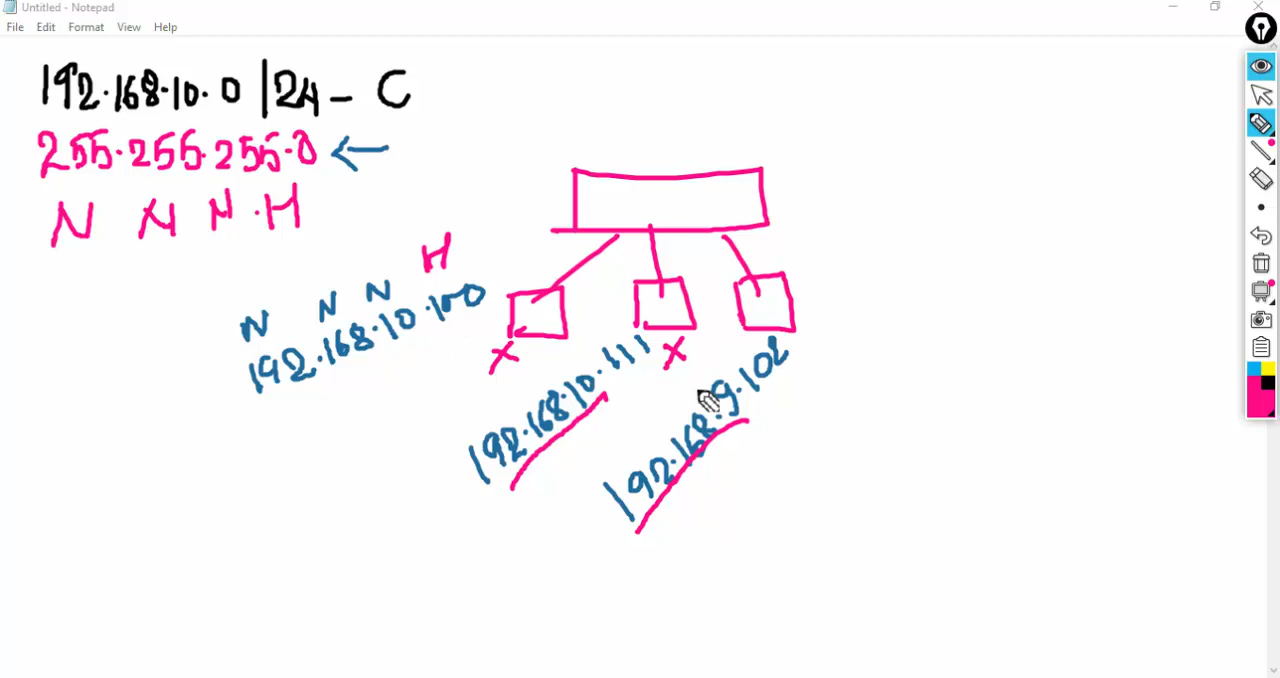 Untitled - Notepad
File Edit Format View Help
192.168.10.0 |24 - C
255.255.255.0 ←
N N N .H
N N N H
192.168.10.100
X X
192.168.10.111
192.168.9.102